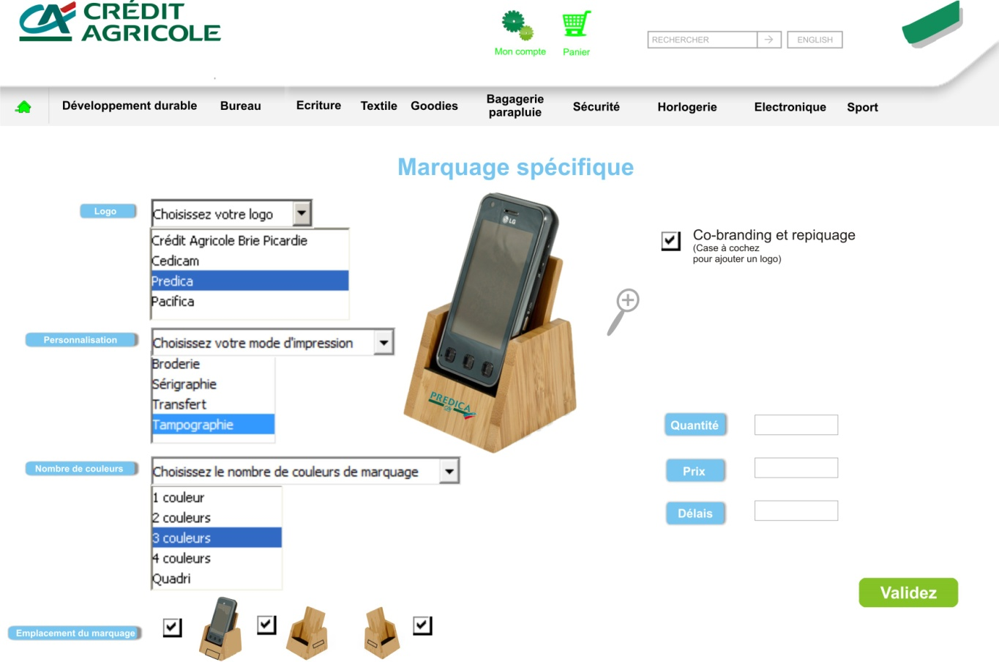 CRÉDIT
AGRICOLE
Mon compte
Panier
RECHERCHER
ENGLISH
Développement durable
Bureau
Ecriture
Textile
Goodies
Bagagerie
parapluie
Sécurité
Horlogerie
Electronique
Sport
Marquage spécifique
Logo
Choisissez votre logo
Crédit Agricole Brie Picardie
Cedicam
Predica
Pacifica
Personnalisation
Choisissez votre mode d'impression
Broderie
Sérigraphie
Transfert
Tampographie
Nombre de couleurs
Choisissez le nombre de couleurs de marquage
1 couleur
2 couleurs
3 couleurs
4 couleurs
Quadri
Emplacement du marquage
LG
PREDICA
Co-branding et repiquage
(Case à cochez
pour ajouter un logo)
Quantité
Prix
Délais
Validez